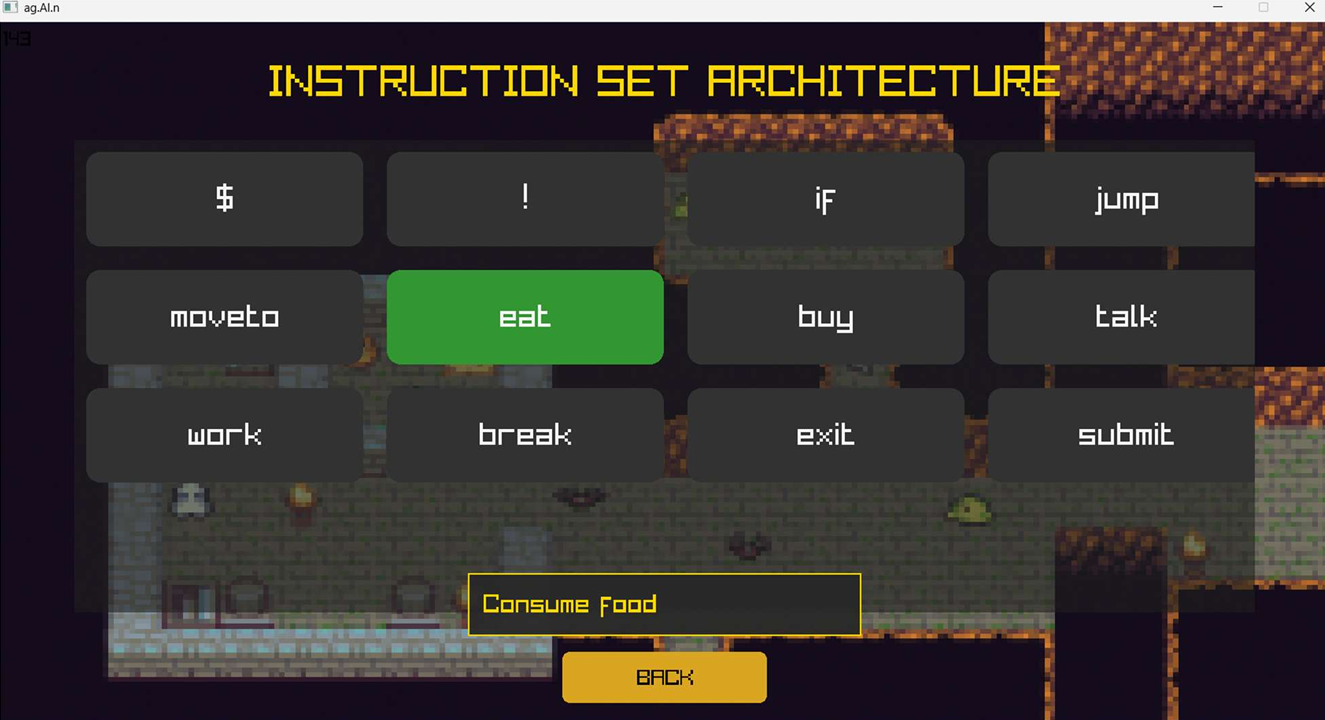 ag.AI.n
143
INSTRUCTION SET ARCHITECTURE
$ ! if jump
moveto eat buy talk
work break exit submit
Consume Food
BACK